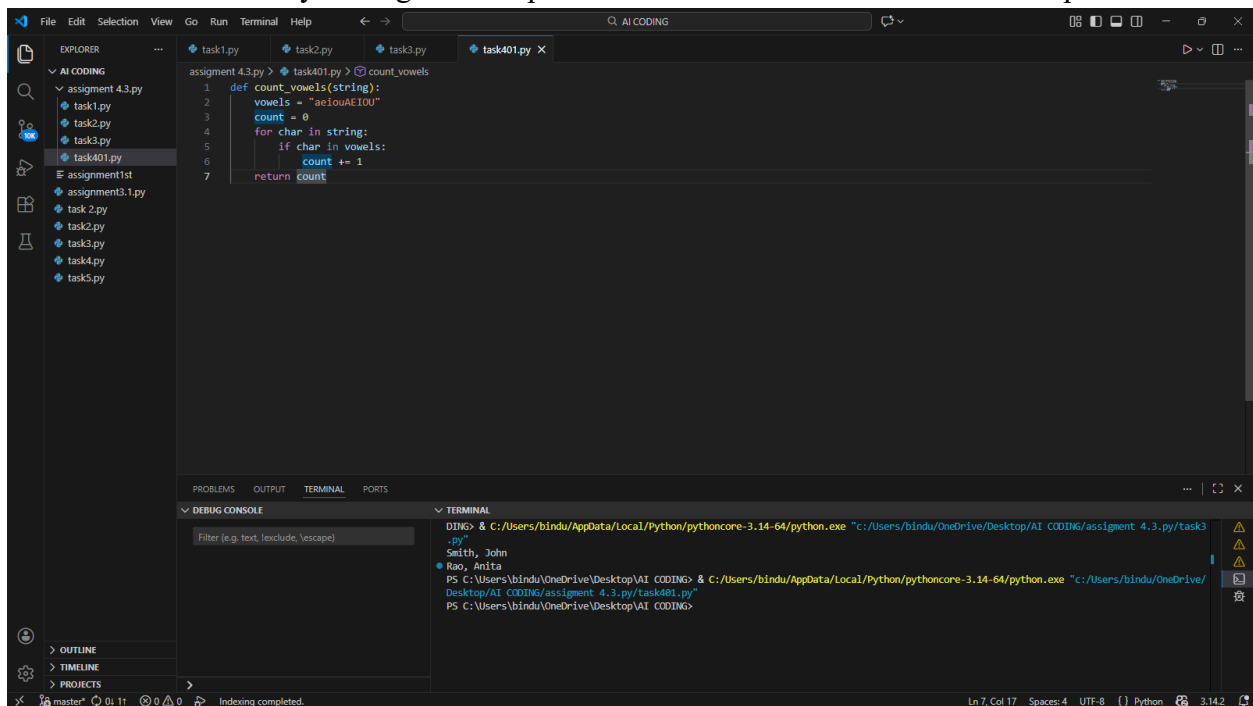 File Edit Selection View Go Run Terminal Help AI CODING
EXPLORER
task1.py task2.py task3.py task401.py
AI CODING
assigment 4.3.py
task1.py
task2.py
task3.py
task401.py
assignment1st
assignment3.1.py
task 2.py
task2.py
task3.py
task4.py
task5.py
10K
assigment 4.3.py > task401.py > count_vowels
1 def count_vowels(string):
2 vowels = "aeiouAEIOU"
3 count = 0
4 for char in string:
5 if char in vowels:
6 count += 1
7 return count
PROBLEMS OUTPUT TERMINAL PORTS
DEBUG CONSOLE
Filter (e.g. text, !exclude, \escape)
TERMINAL
DING> & C:/Users/bindu/AppData/Local/Python/pythoncore-3.14-64/python.exe "c:/Users/bindu/OneDrive/Desktop/AI CODING/assigment 4.3.py/task3
.py"
Smith, John
Rao, Anita
PS C:\Users\bindu\OneDrive\Desktop\AI CODING> & C:/Users/bindu/AppData/Local/Python/pythoncore-3.14-64/python.exe "c:/Users/bindu/OneDrive/
Desktop/AI CODING/assigment 4.3.py/task401.py"
PS C:\Users\bindu\OneDrive\Desktop\AI CODING>
OUTLINE
TIMELINE
PROJECTS
master* 0↓ 1↑ 0 0 Indexing completed. Ln 7, Col 17 Spaces: 4 UTF-8 {} Python 3.14.2